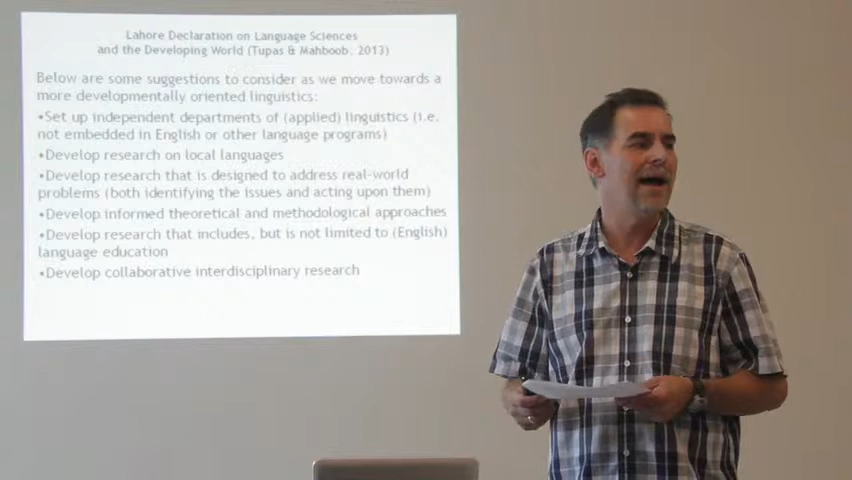 Lahore Declaration on Language Sciences
and the Developing World (Tupas & Mahboob, 2013)
Below are some suggestions to consider as we move towards a
more developmentally oriented linguistics:
•Set up independent departments of (applied) linguistics (i.e.
not embedded in English or other language programs)
•Develop research on local languages
•Develop research that is designed to address real-world
problems (both identifying the issues and acting upon them)
•Develop informed theoretical and methodological approaches
•Develop research that includes, but is not limited to (English)
language education
•Develop collaborative interdisciplinary research